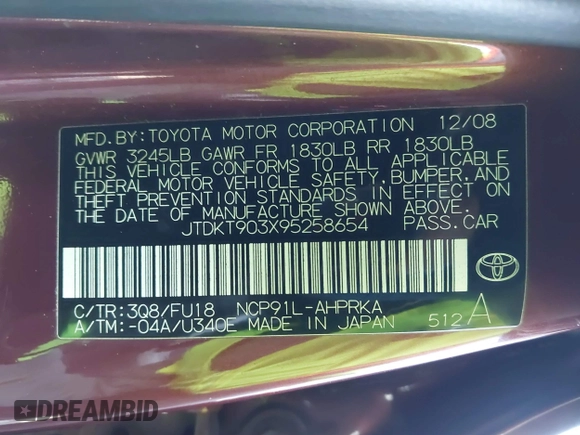 MFD.BY:TOYOTA MOTOR CORPORATION 12/08
GVWR 3245LB GAWR FR 1830LB RR 1830LB
THIS VEHICLE CONFORMS TO ALL APPLICABLE
FEDERAL MOTOR VEHICLE SAFETY,BUMPER,AND
THEFT PREVENTION STANDARDS IN EFFECT ON
THE DATE OF MANUFACTURE SHOWN ABOVE.
JTDKT903X95258654 PASS.CAR
TOYOTA
C/TR:3Q8/FU18 NCP91L-AHPRKA
A/TM:-04A/U340E MADE IN JAPAN 512A
DREAMBID